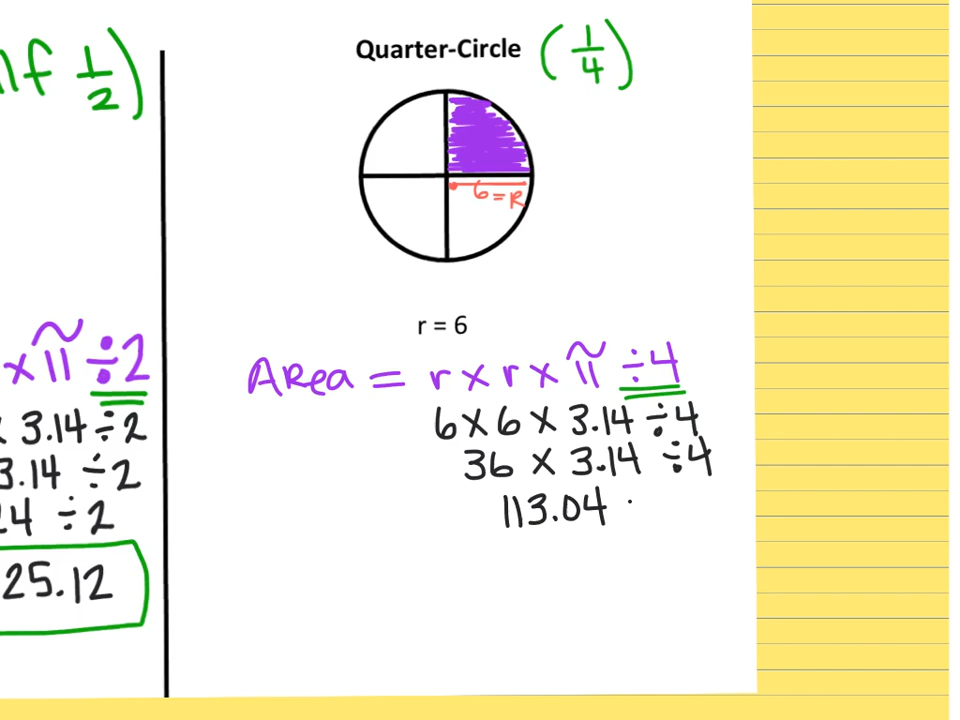 lf 1/2)
× π ÷2
× 3.14 ÷2
3.14 ÷2
24 ÷2
25.12
Quarter-Circle (1/4)
6 = R
r = 6
Area = r × r × π ÷4
6 × 6 × 3.14 ÷4
36 × 3.14 ÷4
113.04